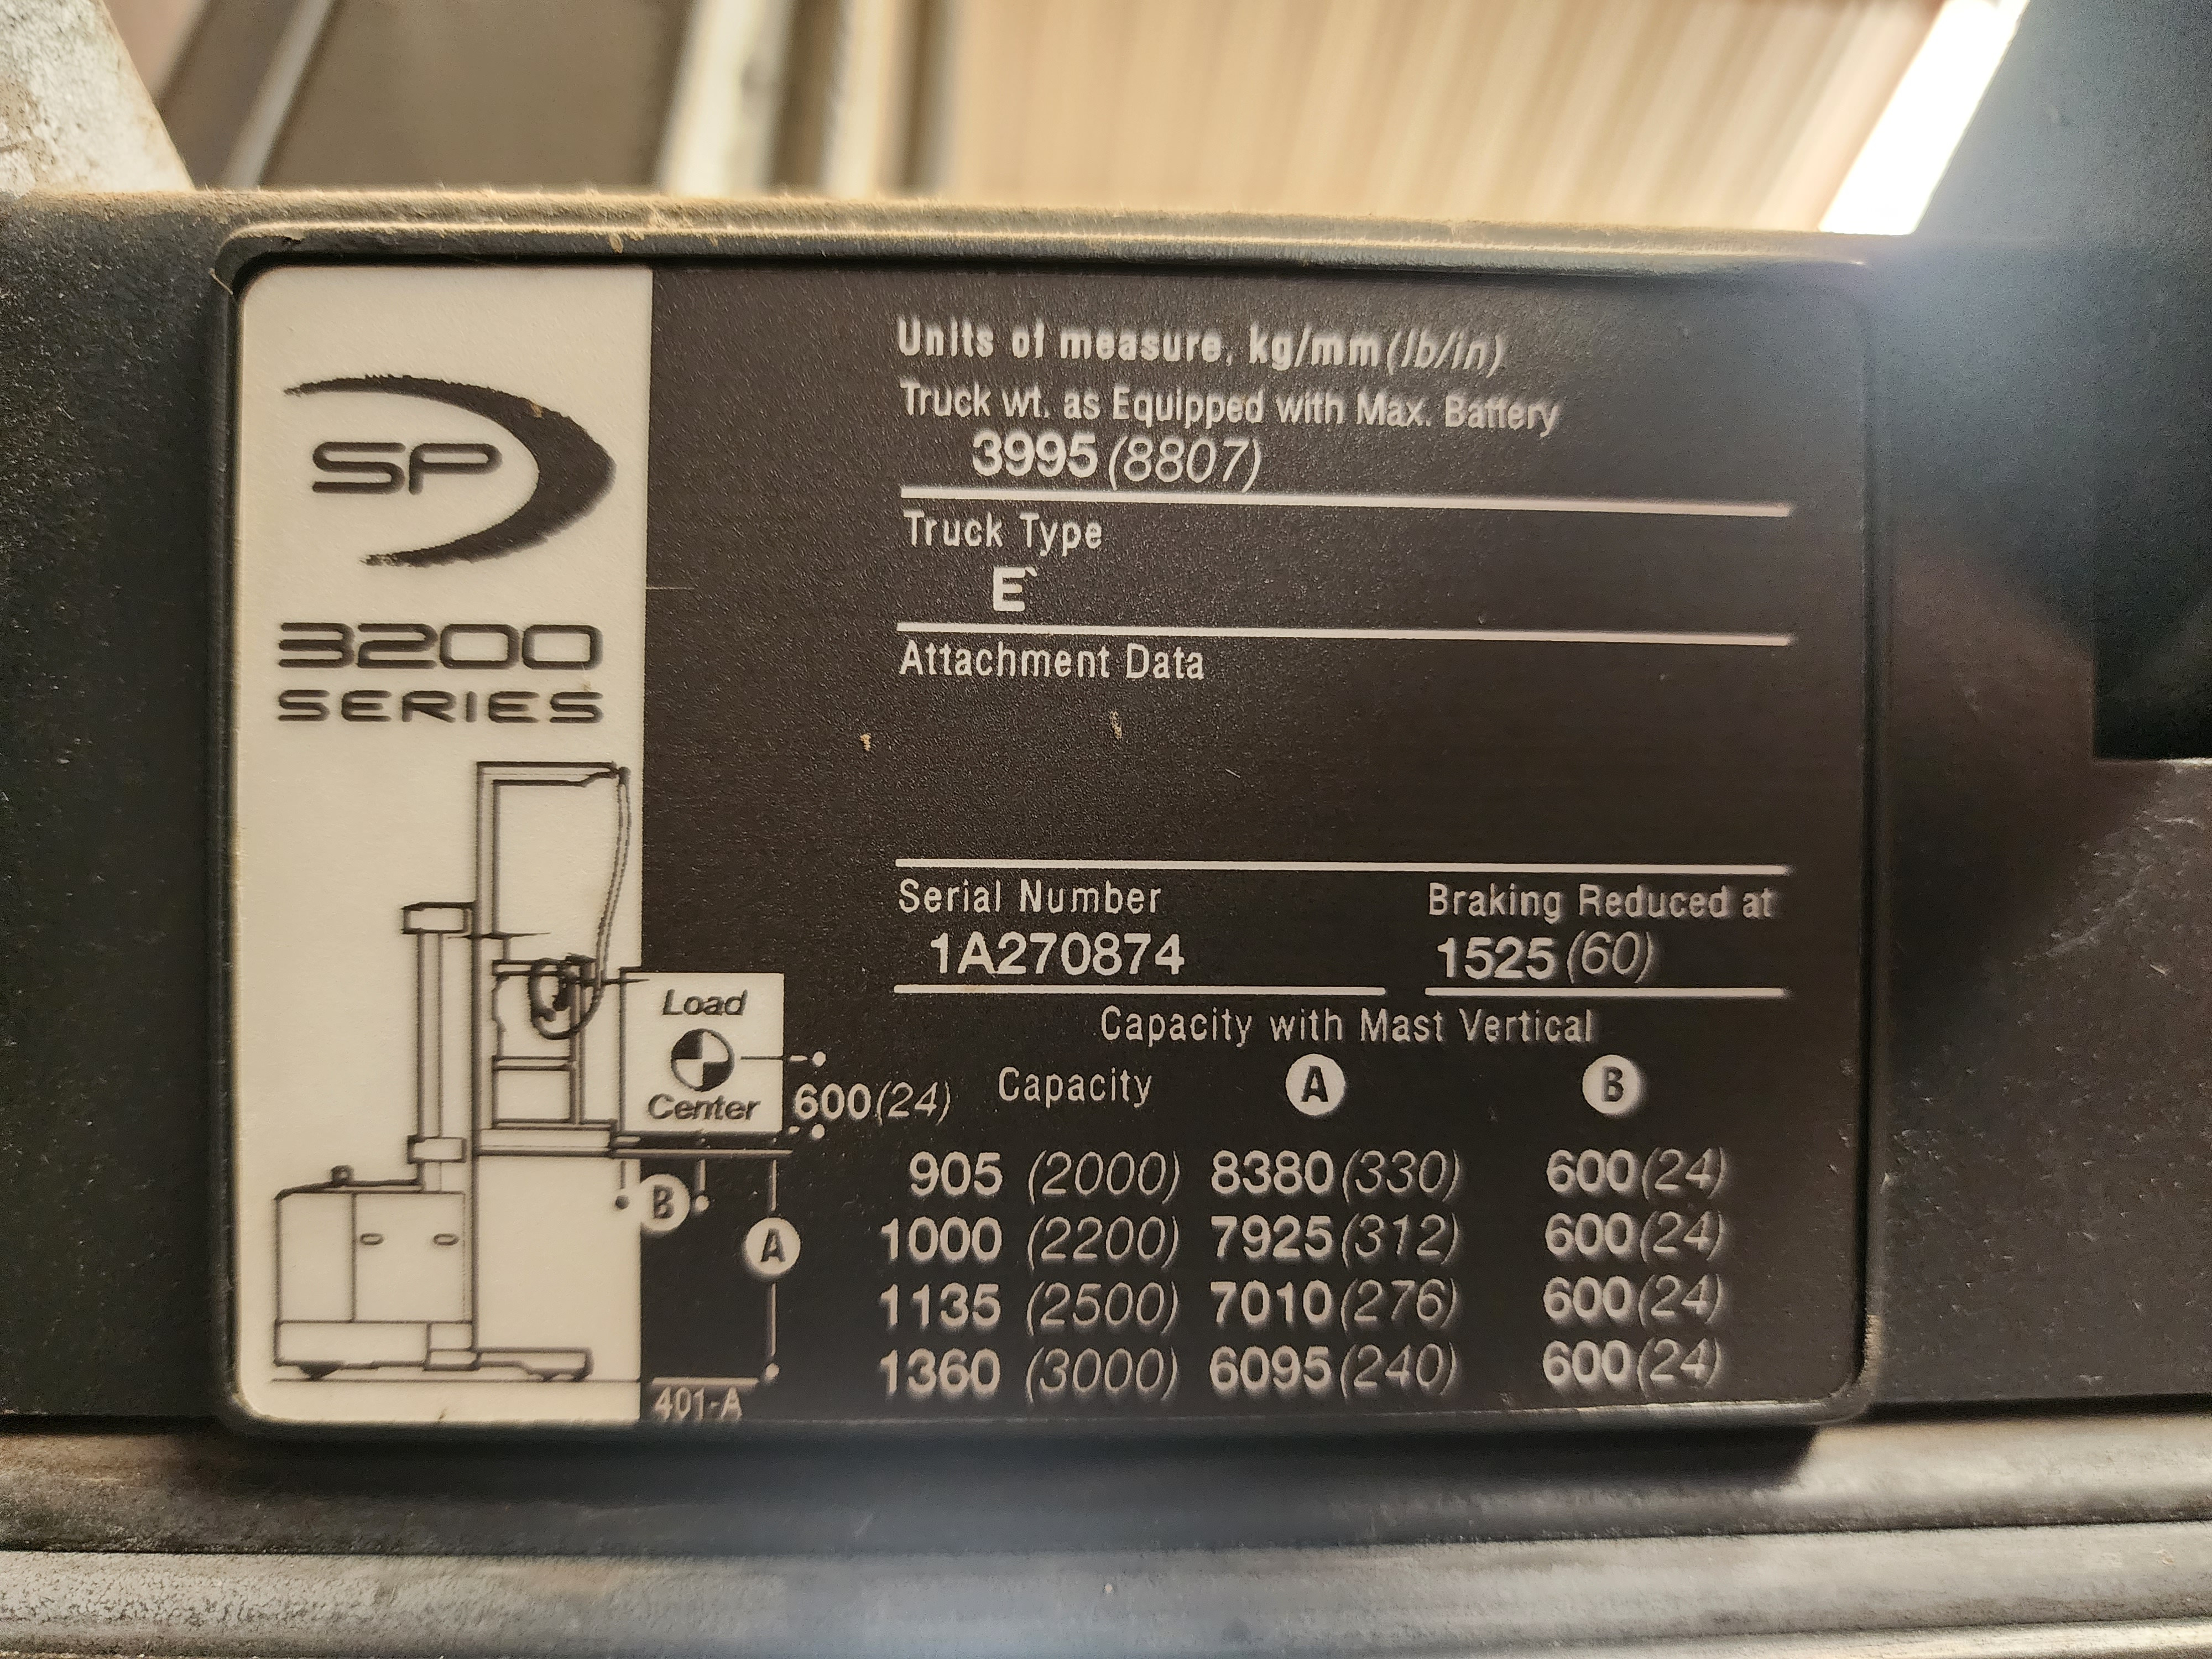 SP
3200
SERIES
Units of measure, kg/mm (lb/in)
Truck wt. as Equipped with Max. Battery
3995 (8807)
Truck Type
E
Attachment Data
Serial Number
1A270874
Braking Reduced at
1525 (60)
Capacity with Mast Vertical
Capacity A B
905 (2000) 8380 (330) 600 (24)
1000 (2200) 7925 (312) 600 (24)
1135 (2500) 7010 (276) 600 (24)
1360 (3000) 6095 (240) 600 (24)
Load
Center
600 (24)
B
A
401-A